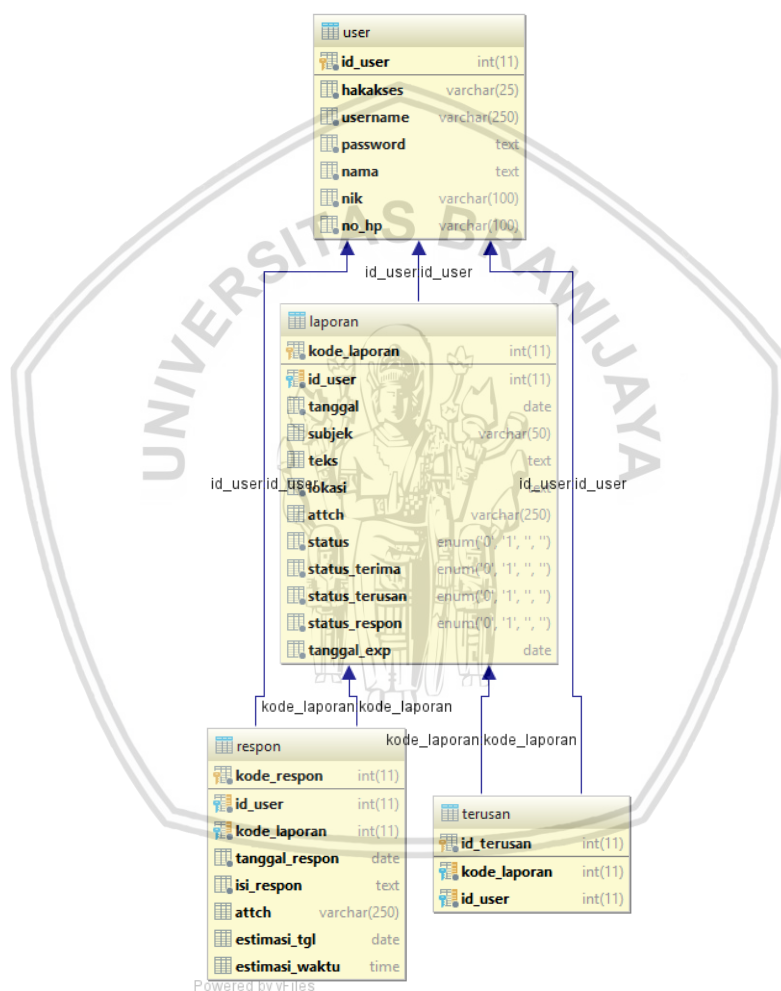 user
id_user int(11)
hakakses varchar(25)
username varchar(250)
password text
nama text
nik varchar(100)
no_hp varchar(100)
UNIVERSITAS BRAWIJAYA
id_user id_user
laporan
kode_laporan int(11)
id_user int(11)
tanggal date
subjek varchar(50)
teks text
id_user id_user
lokasi text
id_user id_user
attch varchar(250)
status enum('0', '1', '', '')
status_terima enum('0', '1', '', '')
status_terusan enum('0', '1', '', '')
status_respon enum('0', '1', '', '')
tanggal_exp date
kode_laporan kode_laporan
kode_laporan kode_laporan
respon
kode_respon int(11)
id_user int(11)
kode_laporan int(11)
tanggal_respon date
isi_respon text
attch varchar(250)
estimasi_tgl date
estimasi_waktu time
terusan
id_terusan int(11)
kode_laporan int(11)
id_user int(11)
Powered by yFiles